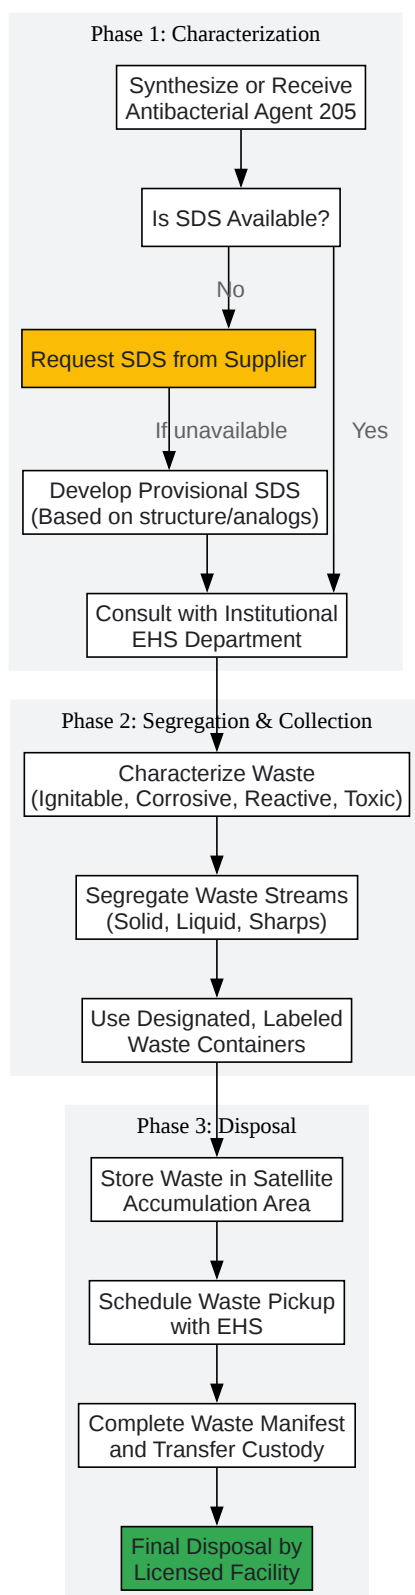 Phase 1: Characterization
Synthesize or Receive
Antibacterial Agent 205
Is SDS Available?
No
Request SDS from Supplier
If unavailable
Yes
Develop Provisional SDS
(Based on structure/analogs)
Consult with Institutional
EHS Department
Phase 2: Segregation & Collection
Characterize Waste
(Ignitable, Corrosive, Reactive, Toxic)
Segregate Waste Streams
(Solid, Liquid, Sharps)
Use Designated, Labeled
Waste Containers
Phase 3: Disposal
Store Waste in Satellite
Accumulation Area
Schedule Waste Pickup
with EHS
Complete Waste Manifest
and Transfer Custody
Final Disposal by
Licensed Facility